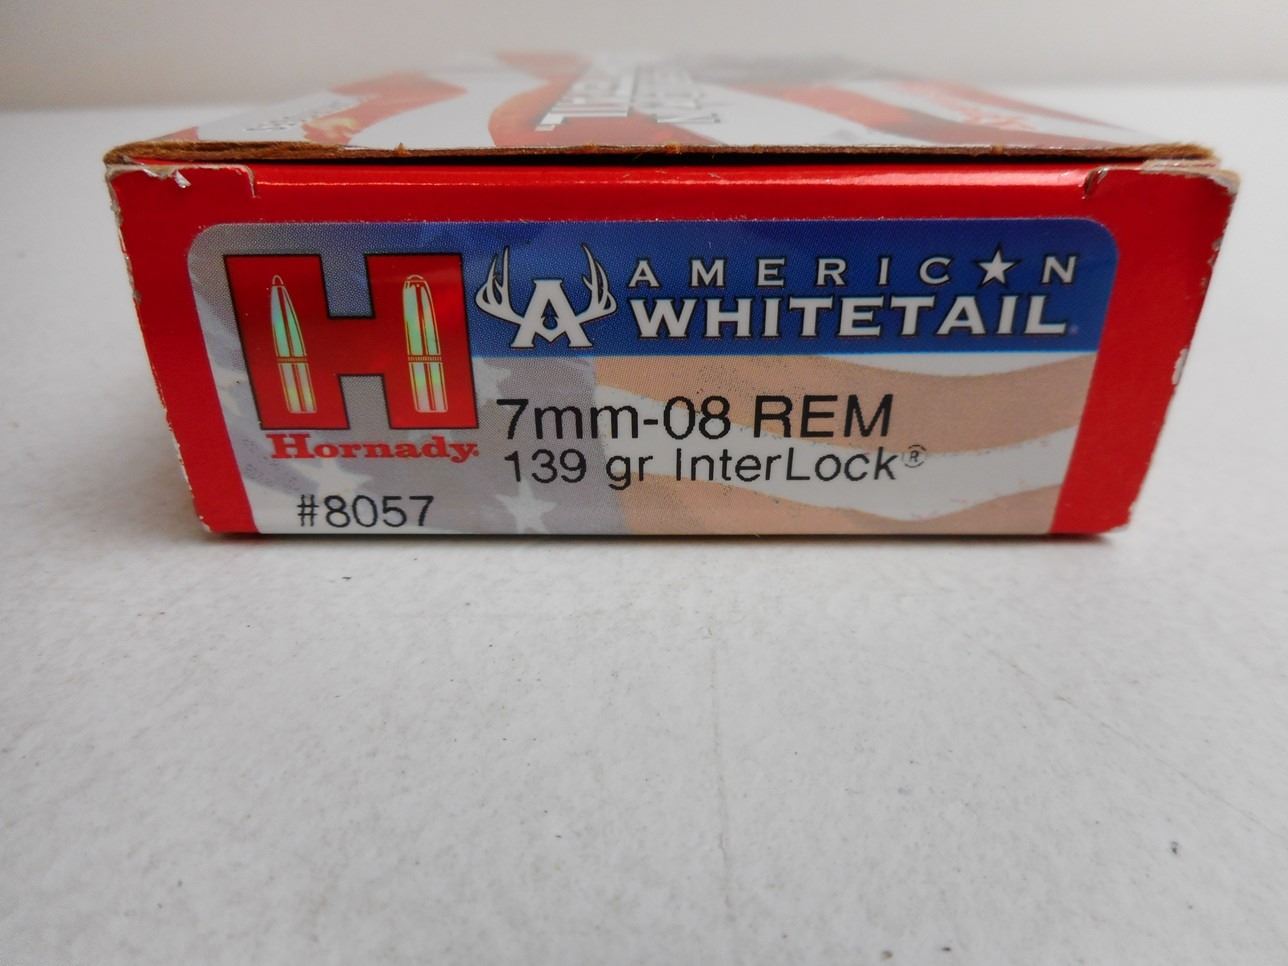 AMERIC★N
WHITETAIL®
H
Hornady®
7mm-08 REM
139 gr InterLock®
#8057